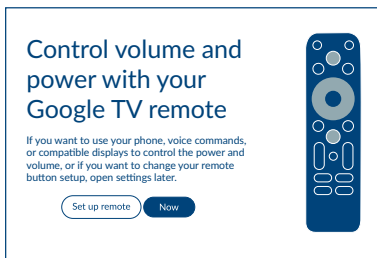 Control volume and
power with your
Google TV remote
If you want to use your phone, voice commands,
or compatible displays to control the power and
volume, or if you want to change your remote
button setup, open settings later.
Set up remote Now